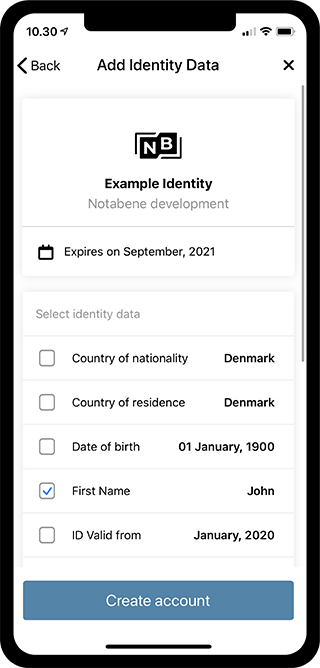 10.30
Back Add Identity Data
NB
Example Identity
Notabene development
Expires on September, 2021
Select identity data
Country of nationality Denmark
Country of residence Denmark
Date of birth 01 January, 1900
First Name John
ID Valid from January, 2020
Create account